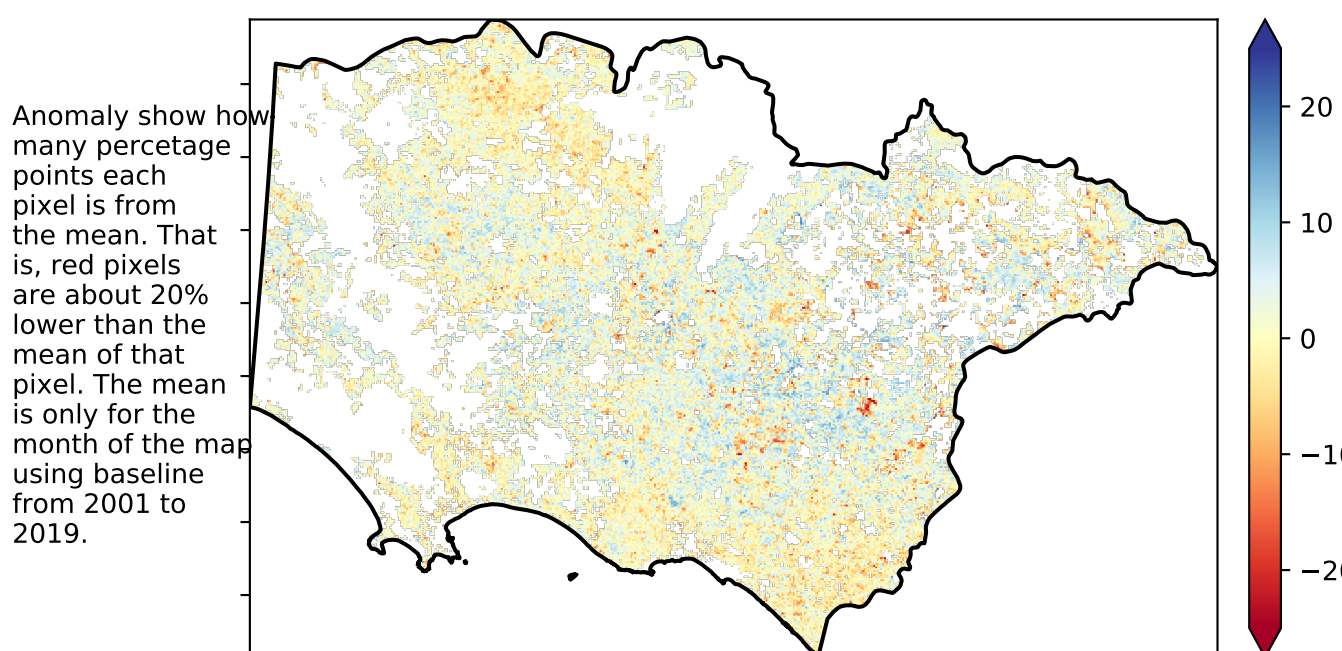 Anomaly show how
many percetage
points each
pixel is from
the mean. That
is, red pixels
are about 20%
lower than the
mean of that
pixel. The mean
is only for the
month of the map
using baseline
from 2001 to
2019.
20
10
0
−10
−20